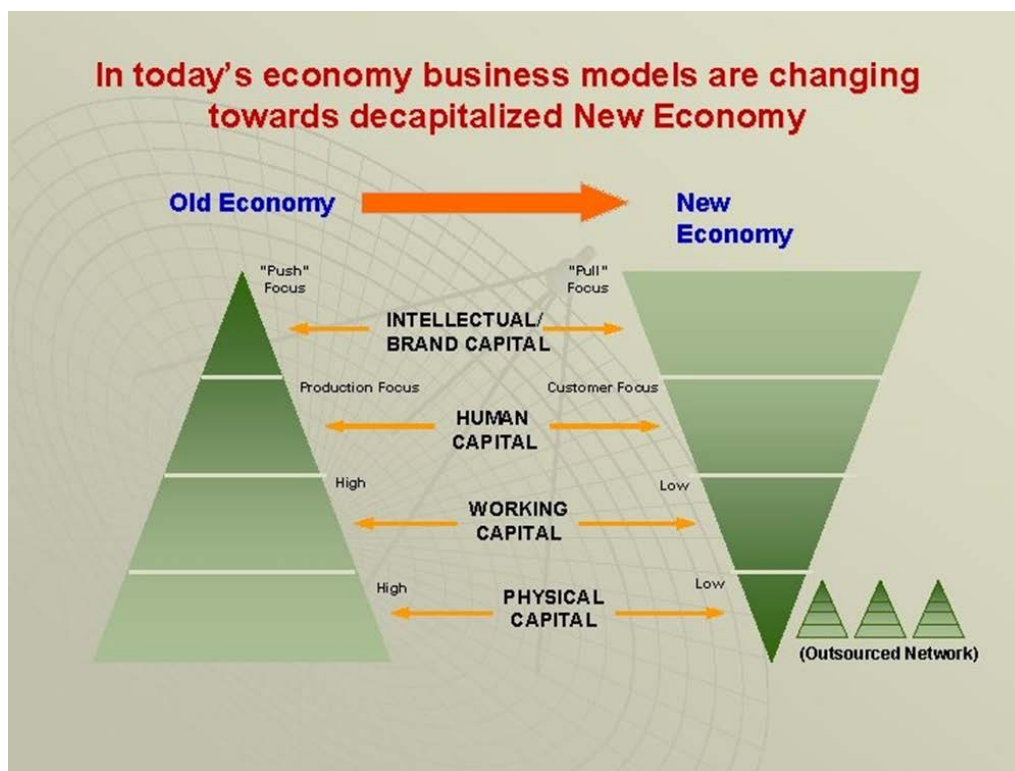 In today's economy business models are changing
towards decapitalized New Economy
Old Economy
New
Economy
"Push"
Focus
"Pull"
Focus
INTELLECTUAL/
BRAND CAPITAL
Production Focus
Customer Focus
HUMAN
CAPITAL
High
Low
WORKING
CAPITAL
High
Low
PHYSICAL
CAPITAL
(Outsourced Network)